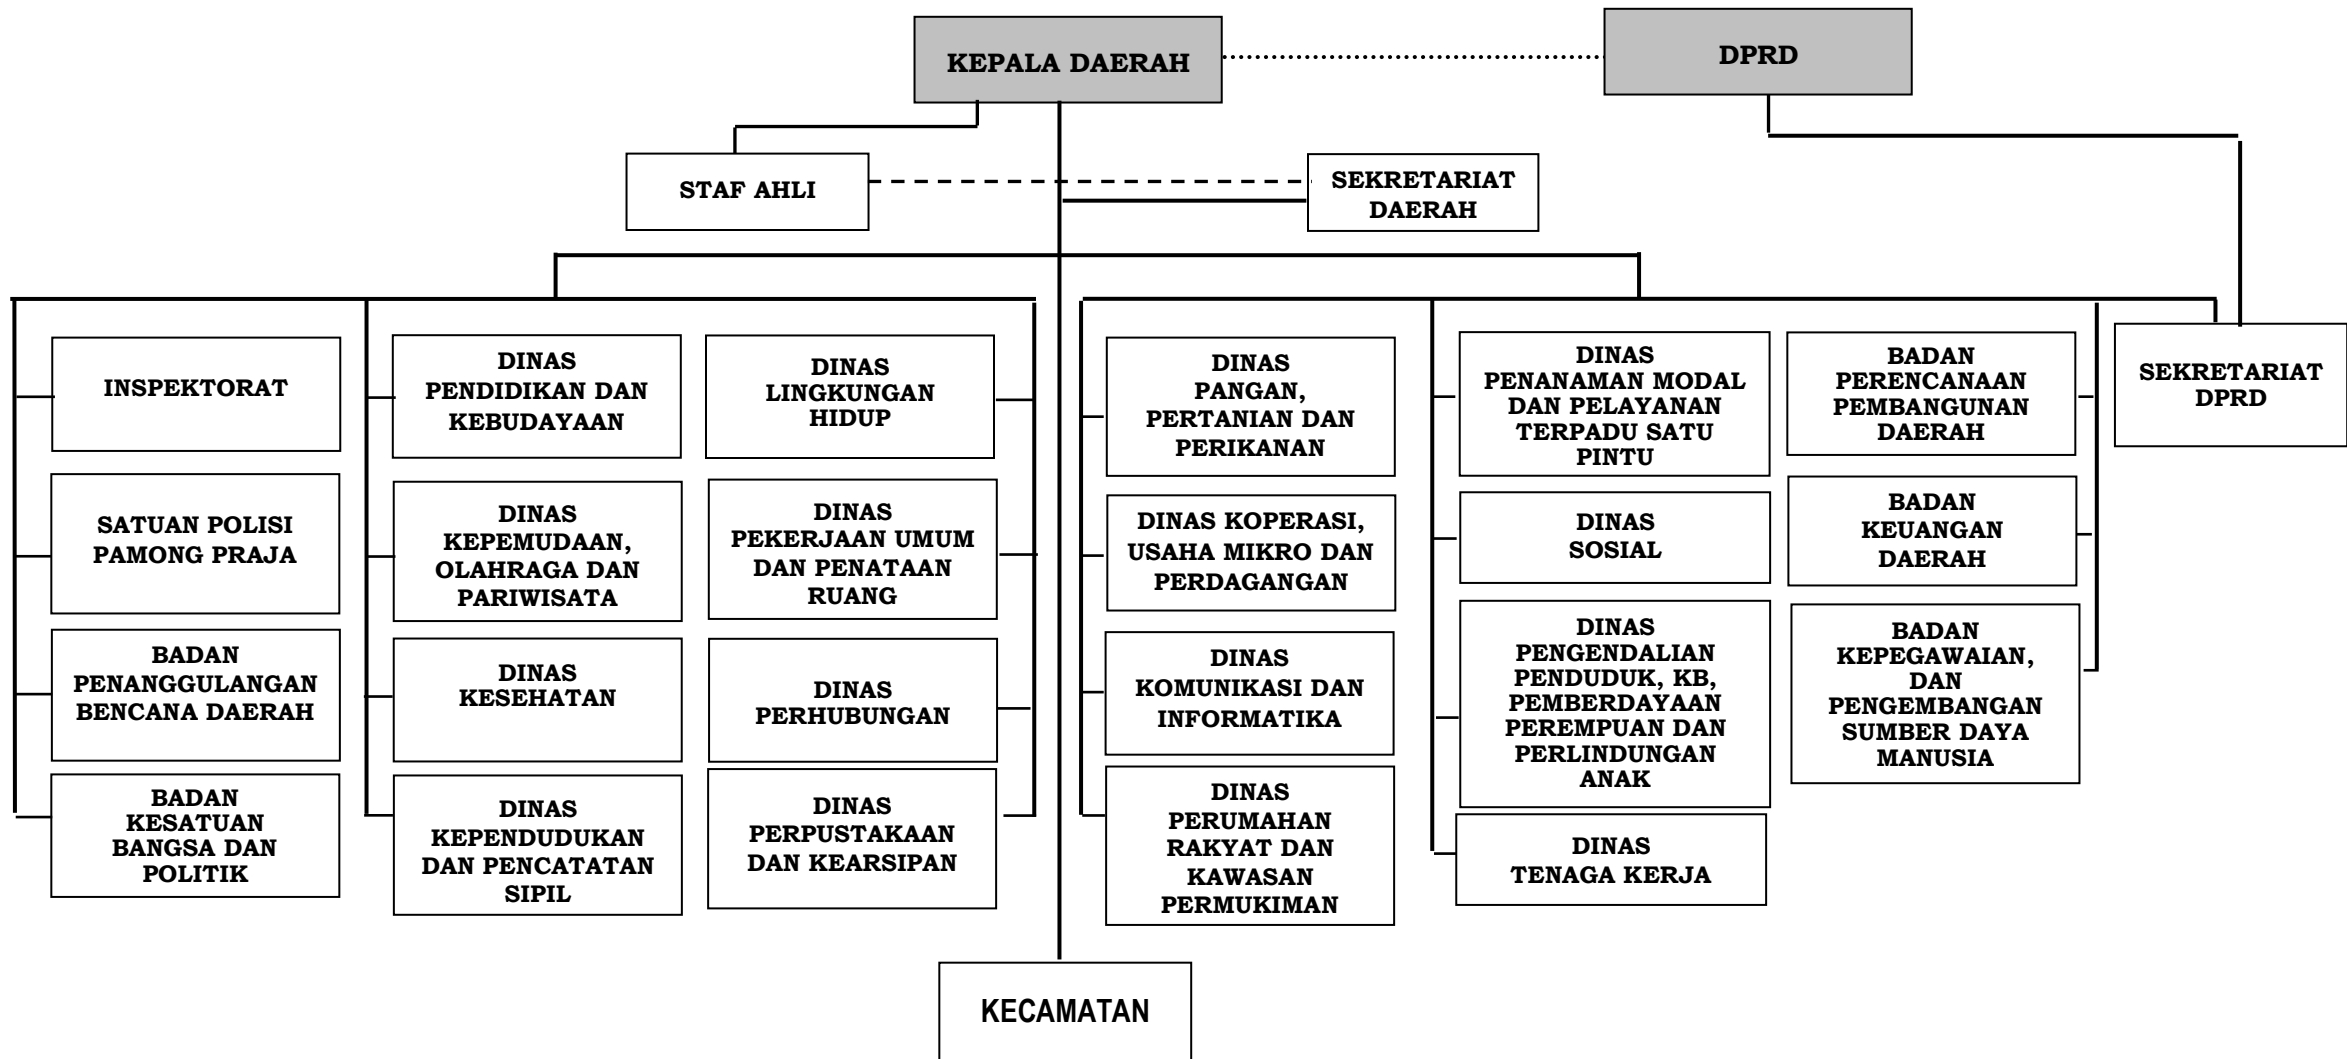 KEPALA DAERAH
DPRD
STAF AHLI
SEKRETARIAT
DAERAH
INSPEKTORAT
SATUAN POLISI
PAMONG PRAJA
BADAN
PENANGGULANGAN
BENCANA DAERAH
BADAN
KESATUAN
BANGSA DAN
POLITIK
DINAS
PENDIDIKAN DAN
KEBUDAYAAN
DINAS
KEPEMUDAAN,
OLAHRAGA DAN
PARIWISATA
DINAS
KESEHATAN
DINAS
KEPENDUDUKAN
DAN PENCATATAN
SIPIL
DINAS
LINGKUNGAN
HIDUP
DINAS
PEKERJAAN UMUM
DAN PENATAAN
RUANG
DINAS
PERHUBUNGAN
DINAS
PERPUSTAKAAN
DAN KEARSIPAN
DINAS
PANGAN,
PERTANIAN DAN
PERIKANAN
DINAS KOPERASI,
USAHA MIKRO DAN
PERDAGANGAN
DINAS
KOMUNIKASI DAN
INFORMATIKA
DINAS
PERUMAHAN
RAKYAT DAN
KAWASAN
PERMUKIMAN
DINAS
PENANAMAN MODAL
DAN PELAYANAN
TERPADU SATU
PINTU
DINAS
SOSIAL
DINAS
PENGENDALIAN
PENDUDUK, KB,
PEMBERDAYAAN
PEREMPUAN DAN
PERLINDUNGAN
ANAK
DINAS
TENAGA KERJA
BADAN
PERENCANAAN
PEMBANGUNAN
DAERAH
BADAN
KEUANGAN
DAERAH
BADAN
KEPEGAWAIAN,
DAN
PENGEMBANGAN
SUMBER DAYA
MANUSIA
SEKRETARIAT
DPRD
KECAMATAN